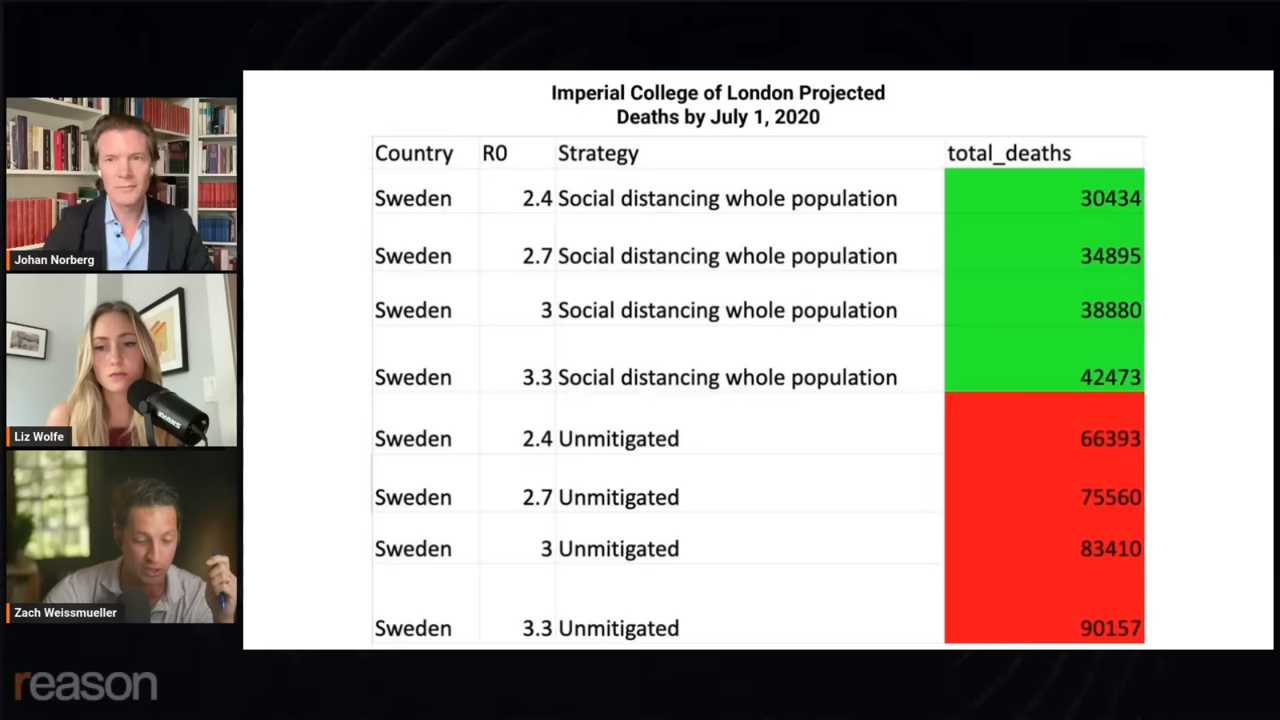 Imperial College of London Projected
Deaths by July 1, 2020
Country R0 Strategy total_deaths
Sweden 2.4 Social distancing whole population 30434
Sweden 2.7 Social distancing whole population 34895
Sweden 3 Social distancing whole population 38880
Sweden 3.3 Social distancing whole population 42473
Sweden 2.4 Unmitigated 66393
Sweden 2.7 Unmitigated 75560
Sweden 3 Unmitigated 83410
Sweden 3.3 Unmitigated 90157
Johan Norberg
Liz Wolfe
Zach Weissmueller
reason